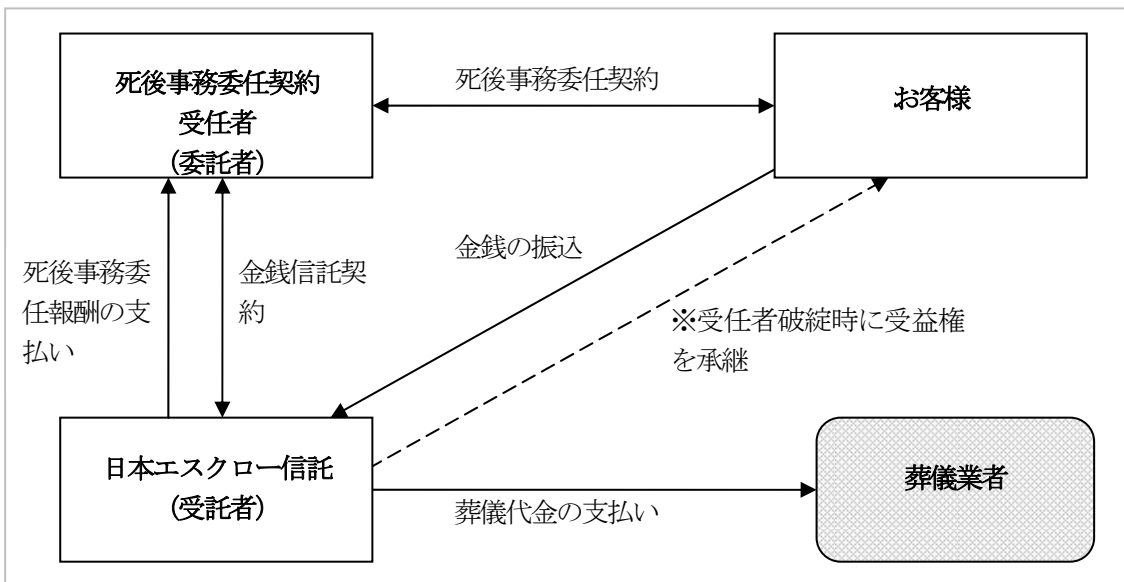 死後事務委任契約
受任者
(委託者)
死後事務委任契約
お客様
死後事務委
任報酬の支
払い
金銭信託契
約
金銭の振込
※受任者破綻時に受益権
を承継
日本エスクロー信託
(受託者)
葬儀代金の支払い
葬儀業者